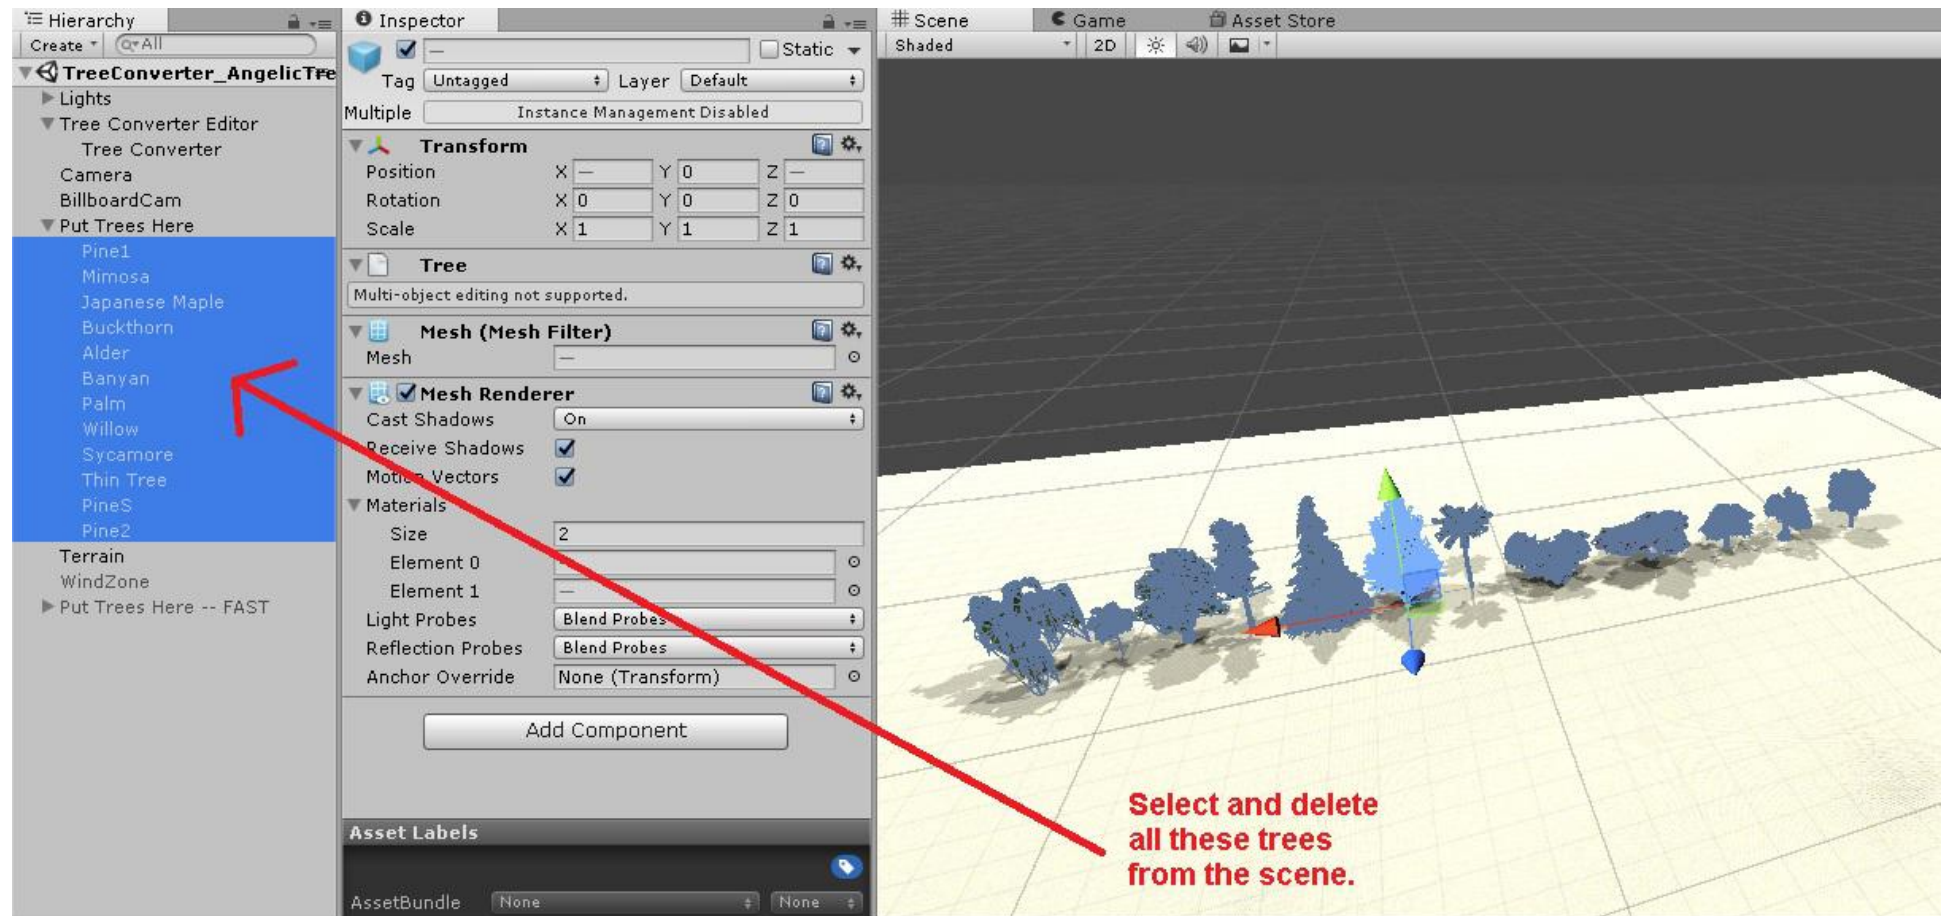 Hierarchy
Create
All
TreeConverter_AngelicTre
Lights
Tree Converter Editor
Tree Converter
Camera
BillboardCam
Put Trees Here
Pine1
Mimosa
Japanese Maple
Buckthorn
Alder
Banyan
Palm
Willow
Sycamore
Thin Tree
PineS
Pine2
Terrain
WindZone
Put Trees Here -- FAST
Inspector
— Static
Tag Untagged Layer Default
Multiple Instance Management Disabled
Transform
Position X — Y 0 Z —
Rotation X 0 Y 0 Z 0
Scale X 1 Y 1 Z 1
Tree
Multi-object editing not supported.
Mesh (Mesh Filter)
Mesh —
Mesh Renderer
Cast Shadows On
Receive Shadows
Motion Vectors
Materials
Size 2
Element 0
Element 1 —
Light Probes Blend Probes
Reflection Probes Blend Probes
Anchor Override None (Transform)
Add Component
Asset Labels
AssetBundle None None
Scene Game Asset Store
Shaded 2D
Select and delete
all these trees
from the scene.